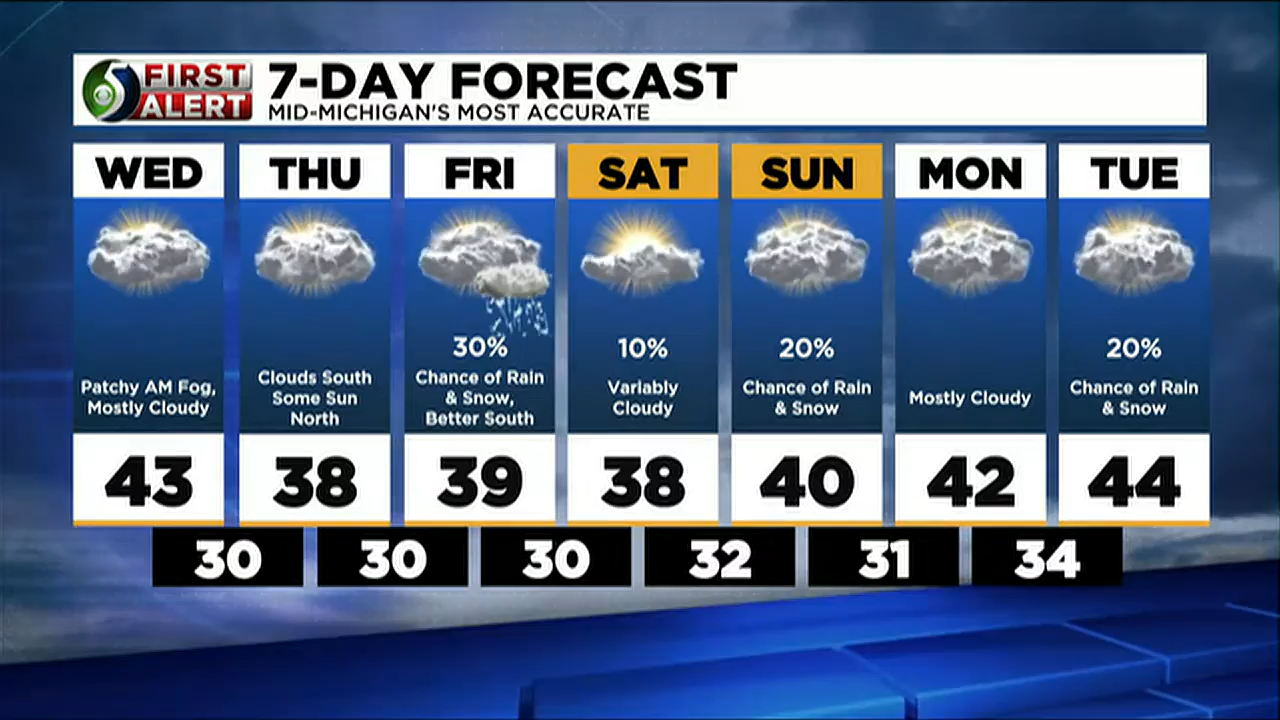 5 FIRST
ALERT
7-DAY FORECAST
MID-MICHIGAN'S MOST ACCURATE
WED
Patchy AM Fog,
Mostly Cloudy
43
THU
Clouds South
Some Sun
North
38
FRI
30%
Chance of Rain
& Snow,
Better South
39
SAT
10%
Variably
Cloudy
38
SUN
20%
Chance of Rain
& Snow
40
MON
Mostly Cloudy
42
TUE
20%
Chance of Rain
& Snow
44
30
30
30
32
31
34